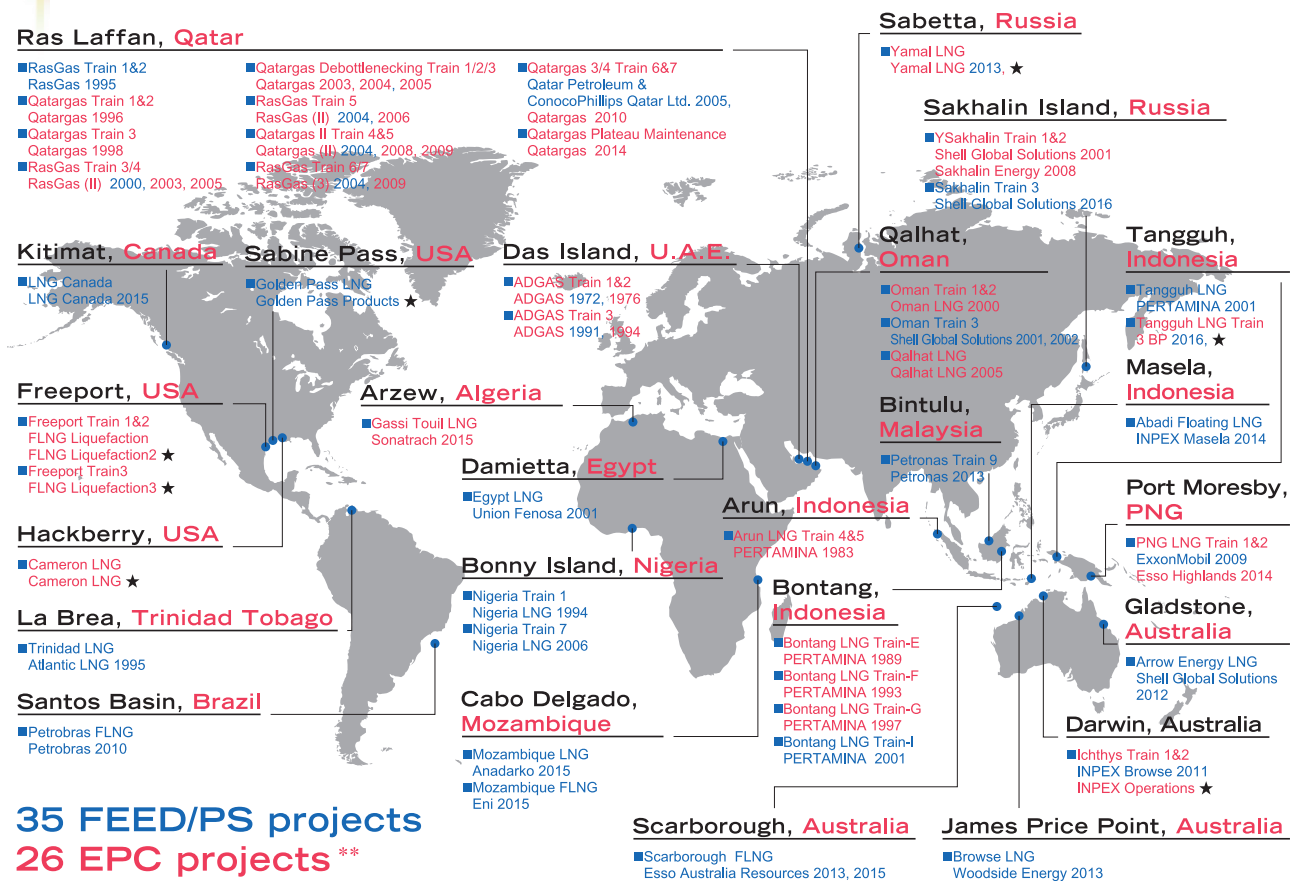 Ras Laffan, Qatar
■RasGas Train 1&2
RasGas 1995
■Qatargas Train 1&2
Qatargas 1996
■Qatargas Train 3
Qatargas 1998
■RasGas Train 3/4
RasGas (II) 2000, 2003, 2005
■Qatargas Debottlenecking Train 1/2/3
Qatargas 2003, 2004, 2005
■RasGas Train 5
RasGas (II) 2004, 2006
■Qatargas II Train 4&5
Qatargas (II) 2004, 2008, 2009
■RasGas Train 6/7
RasGas (3) 2004, 2009
■Qatargas 3/4 Train 6&7
Qatar Petroleum &
ConocoPhillips Qatar Ltd. 2005,
Qatargas 2010
■Qatargas Plateau Maintenance
Qatargas 2014
Sabetta, Russia
■Yamal LNG
Yamal LNG 2013, ★
Sakhalin Island, Russia
■YSakhalin Train 1&2
Shell Global Solutions 2001
Sakhalin Energy 2008
■Sakhalin Train 3
Shell Global Solutions 2016
Kitimat, Canada
■LNG Canada
LNG Canada 2015
Sabine Pass, USA
■Golden Pass LNG
Golden Pass Products ★
Das Island, U.A.E.
■ADGAS Train 1&2
ADGAS 1972, 1976
■ADGAS Train 3
ADGAS 1991, 1994
Qalhat,
Oman
■Oman Train 1&2
Oman LNG 2000
■Oman Train 3
Shell Global Solutions 2001, 2002
■Qalhat LNG
Qalhat LNG 2005
Tangguh,
Indonesia
■Tangguh LNG
PERTAMINA 2001
■Tangguh LNG Train
3 BP 2016, ★
Masela,
Indonesia
■Abadi Floating LNG
INPEX Masela 2014
Freeport, USA
■Freeport Train 1&2
FLNG Liquefaction
FLNG Liquefaction2 ★
■Freeport Train3
FLNG Liquefaction3 ★
Arzew, Algeria
■Gassi Touil LNG
Sonatrach 2015
Bintulu,
Malaysia
■Petronas Train 9
Petronas 2013
Damietta, Egypt
■Egypt LNG
Union Fenosa 2001
Arun, Indonesia
■Arun LNG Train 4&5
PERTAMINA 1983
Port Moresby,
PNG
■PNG LNG Train 1&2
ExxonMobil 2009
Esso Highlands 2014
Hackberry, USA
■Cameron LNG
Cameron LNG ★
Bonny Island, Nigeria
■Nigeria Train 1
Nigeria LNG 1994
■Nigeria Train 7
Nigeria LNG 2006
Bontang,
Indonesia
■Bontang LNG Train-E
PERTAMINA 1989
■Bontang LNG Train-F
PERTAMINA 1993
■Bontang LNG Train-G
PERTAMINA 1997
■Bontang LNG Train-I
PERTAMINA 2001
Gladstone,
Australia
■Arrow Energy LNG
Shell Global Solutions
2012
La Brea, Trinidad Tobago
■Trinidad LNG
Atlantic LNG 1995
Santos Basin, Brazil
■Petrobras FLNG
Petrobras 2010
Cabo Delgado,
Mozambique
■Mozambique LNG
Anadarko 2015
■Mozambique FLNG
Eni 2015
Darwin, Australia
■Ichthys Train 1&2
INPEX Browse 2011
INPEX Operations ★
35 FEED/PS projects
26 EPC projects **
Scarborough, Australia
■Scarborough FLNG
Esso Australia Resources 2013, 2015
James Price Point, Australia
■Browse LNG
Woodside Energy 2013